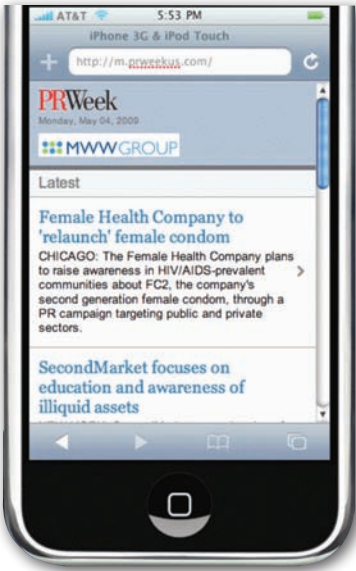 AT&T 5:53 PM
iPhone 3G & iPod Touch
http://m.prweekus.com/
PRWeek
Monday, May 04, 2009
MWWGROUP
Latest
Female Health Company to
'relaunch' female condom
CHICAGO: The Female Health Company plans
to raise awareness in HIV/AIDS-prevalent
communities about FC2, the company's
second generation female condom, through a
PR campaign targeting public and private
sectors.
SecondMarket focuses on
education and awareness of
illiquid assets